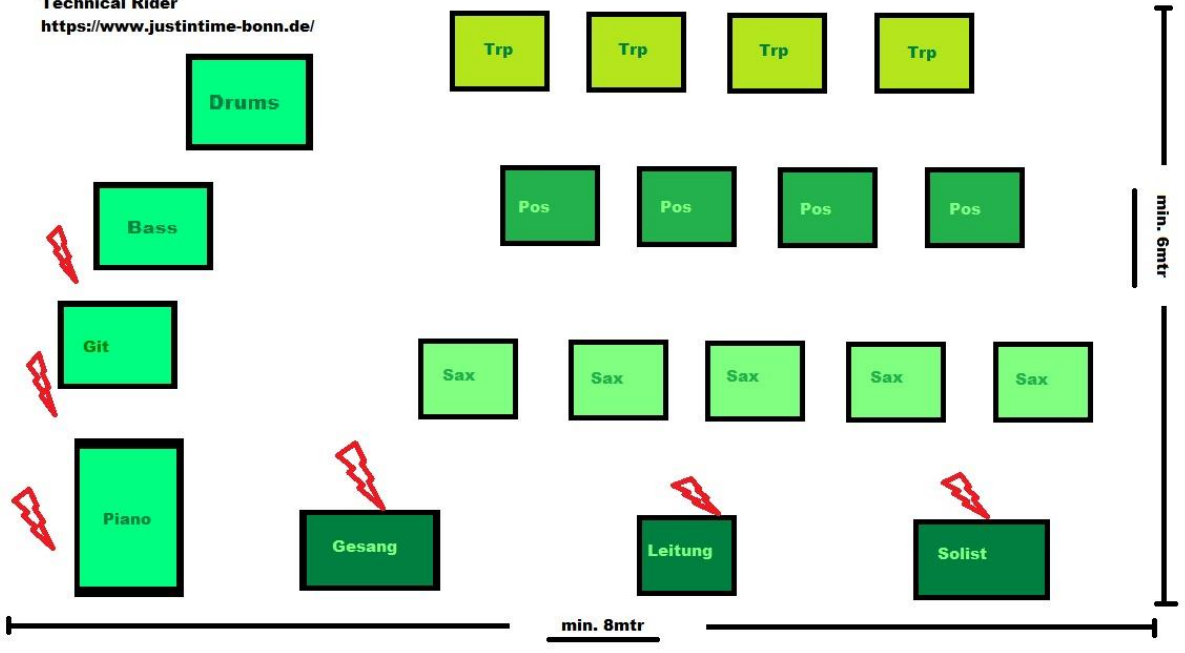 Technical Rider
https://www.justintime-bonn.de/
Trp Trp Trp Trp
Drums
Pos Pos Pos Pos
Bass
min. 6mtr
Git
Sax Sax Sax Sax Sax
Piano
Gesang Leitung Solist
min. 8mtr